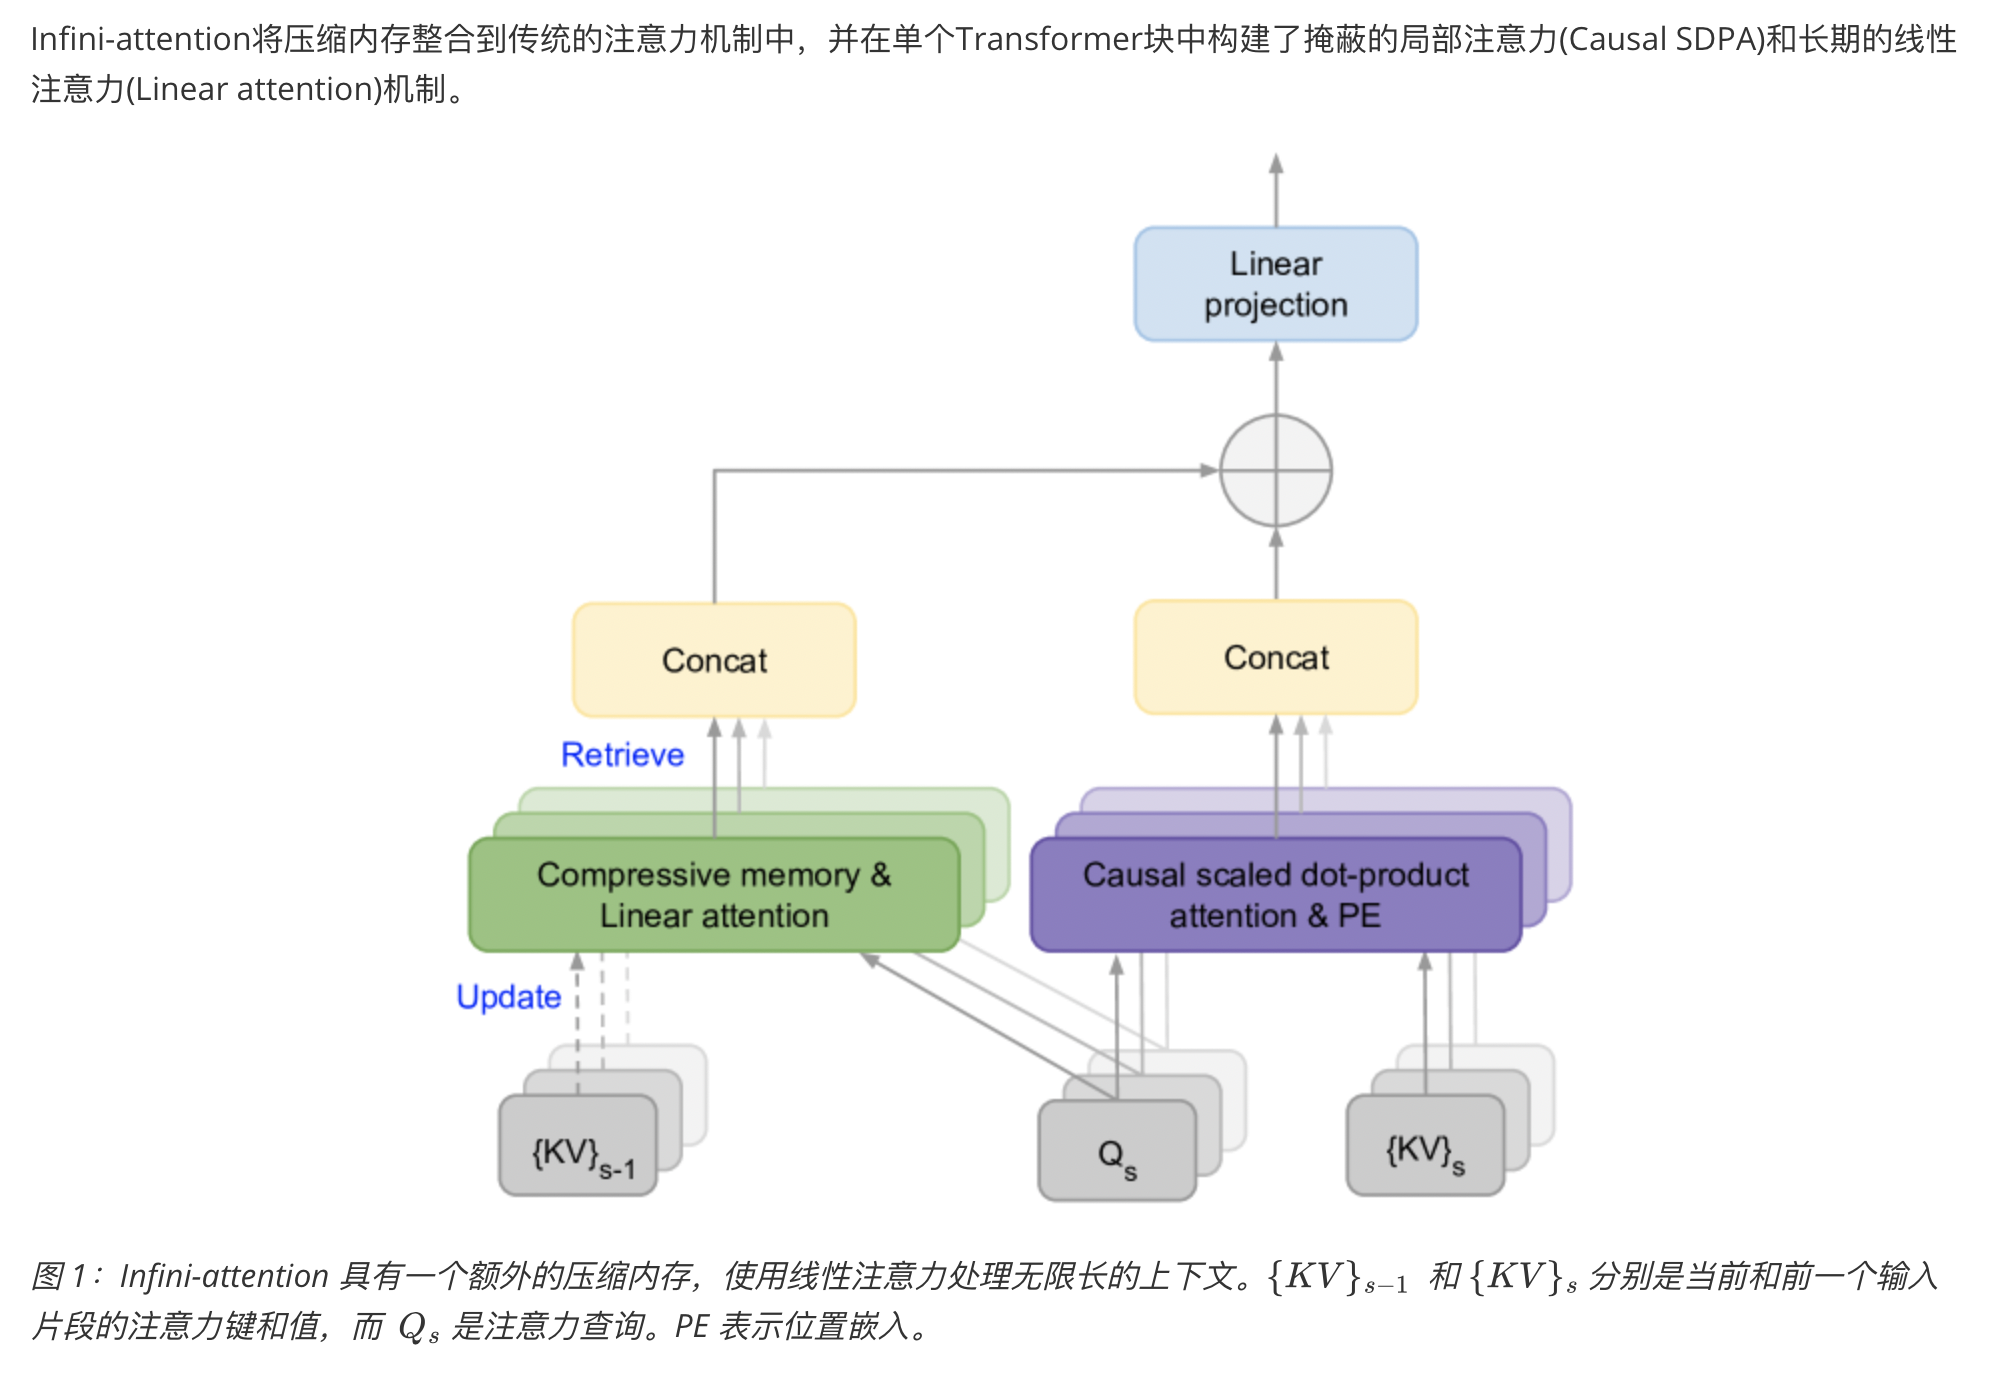 Infini-attention将压缩内存整合到传统的注意力机制中，并在单个Transformer块中构建了掩蔽的局部注意力(Causal SDPA)和长期的线性
注意力(Linear attention)机制。
Linear
projection
Concat
Concat
Retrieve
Compressive memory &
Linear attention
Causal scaled dot-product
attention & PE
Update
{KV}s-1
Qs
{KV}s
图 1：Infini-attention 具有一个额外的压缩内存，使用线性注意力处理无限长的上下文。{KV}s−1 和 {KV}s 分别是当前和前一个输入
片段的注意力键和值，而 Qs 是注意力查询。PE 表示位置嵌入。